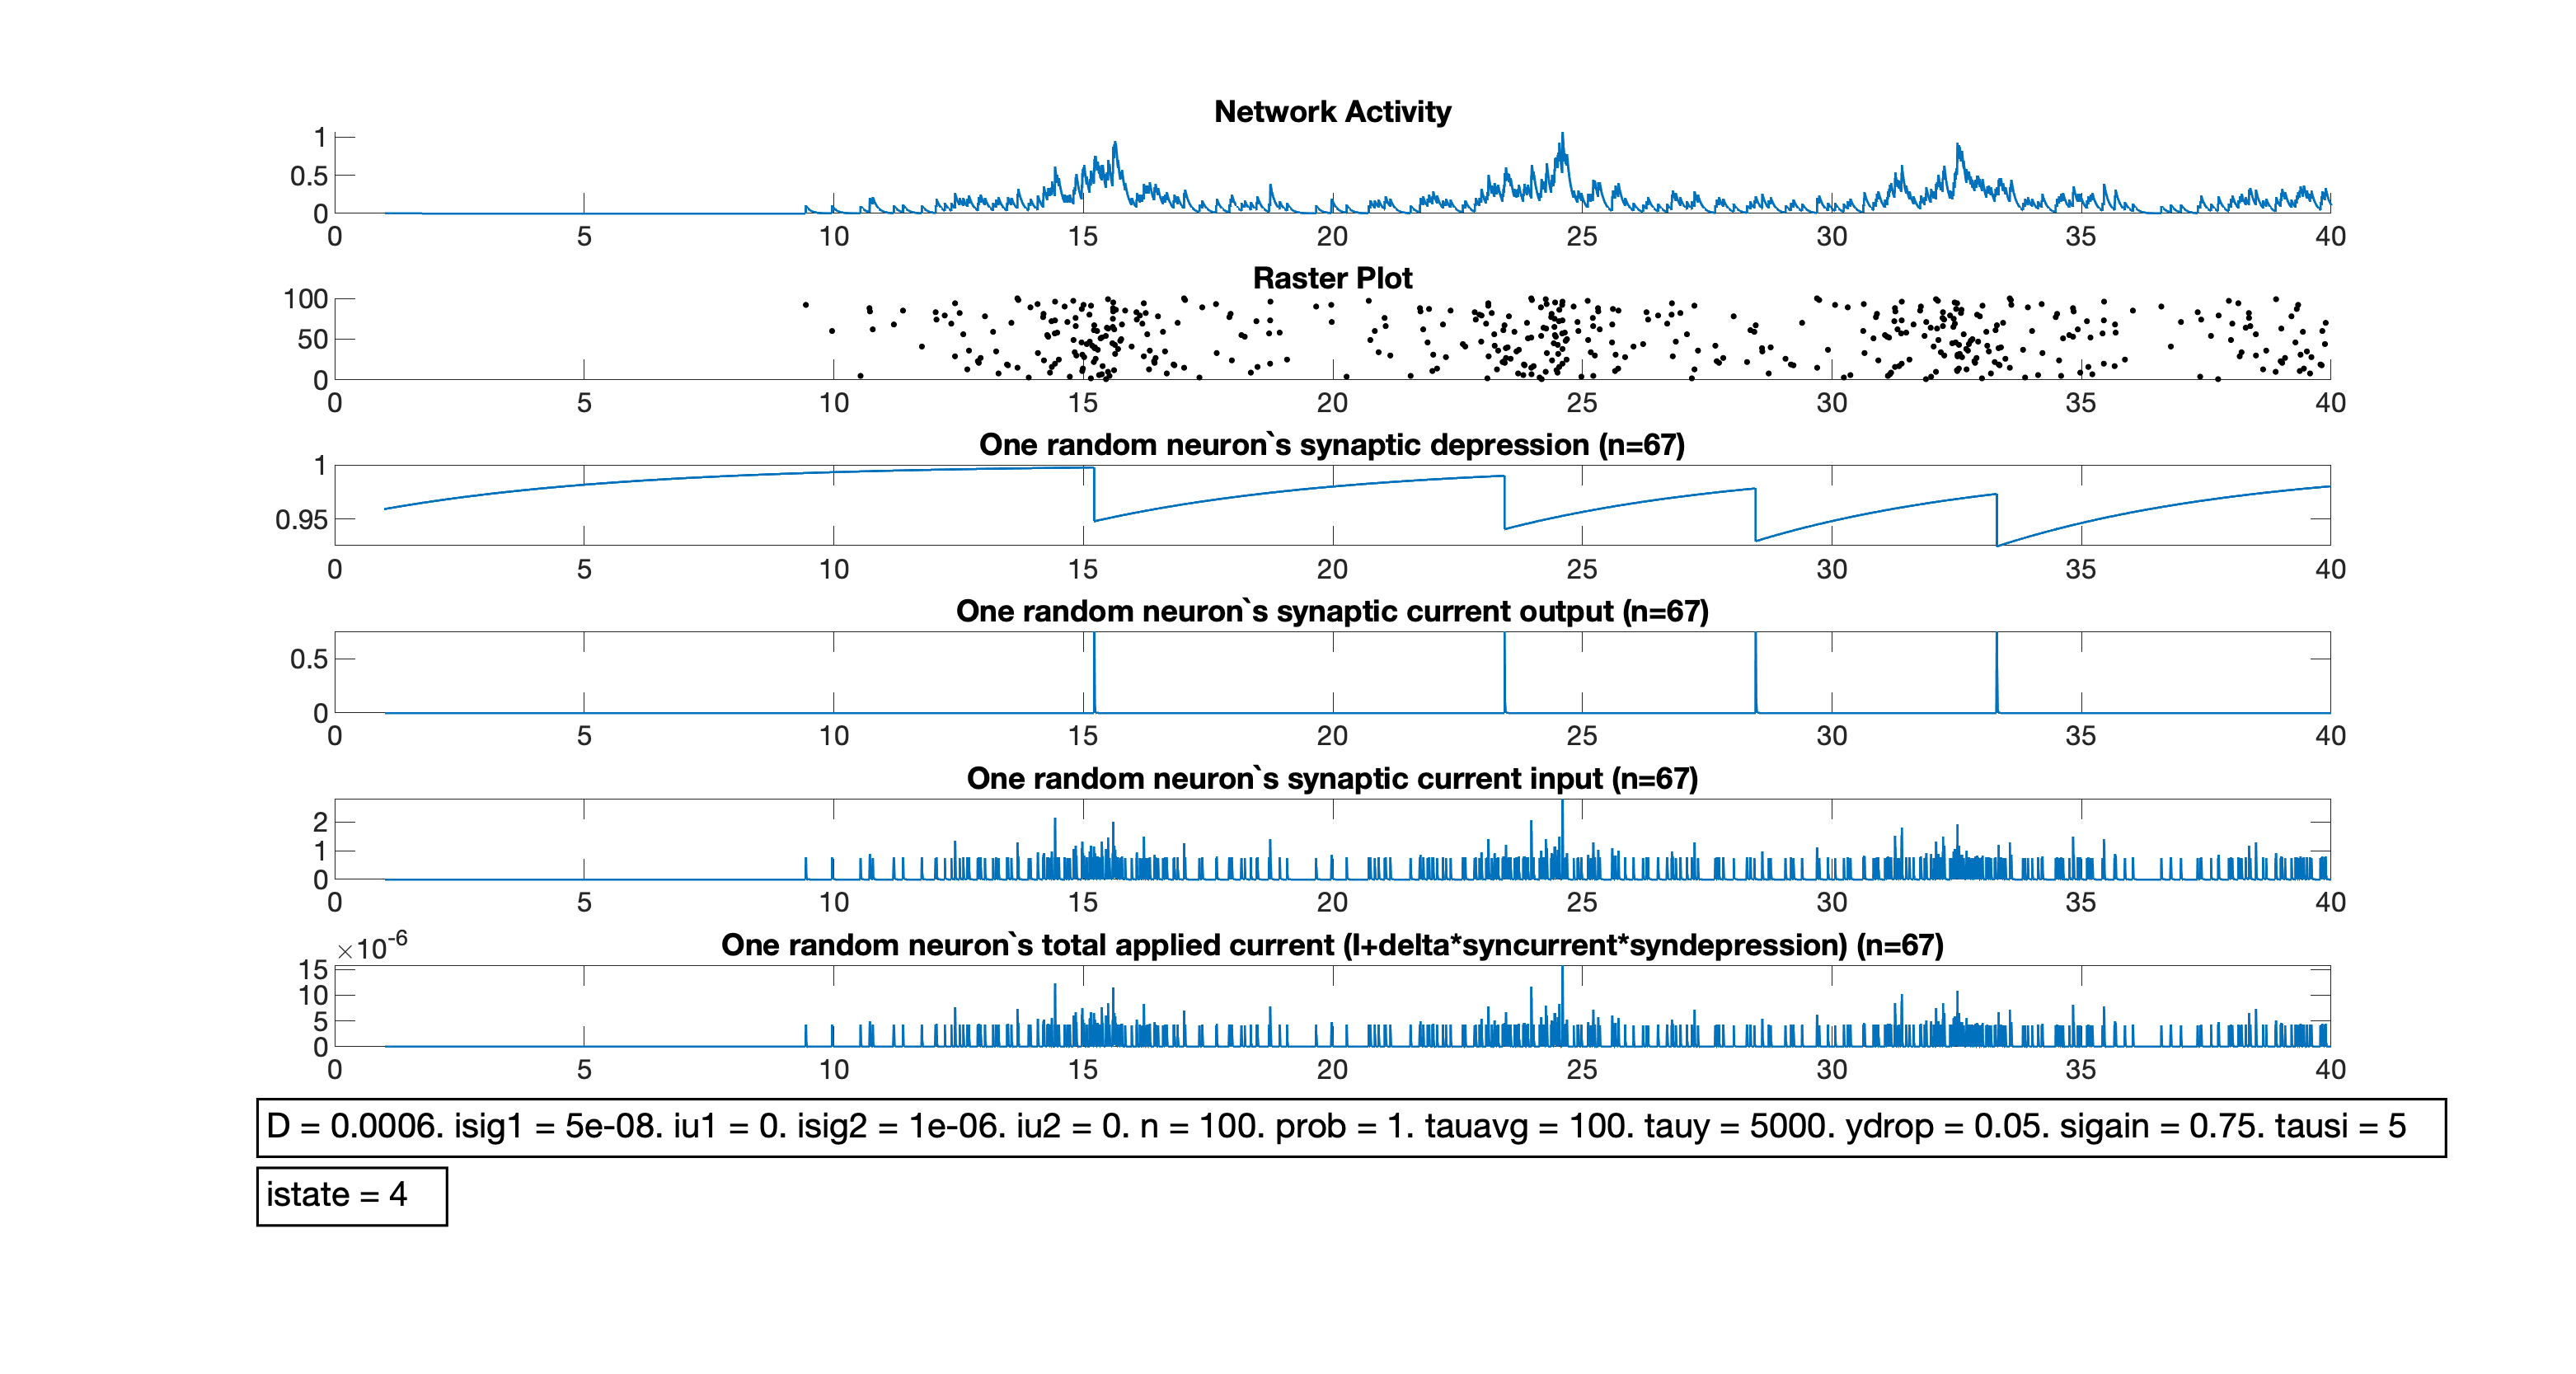 Network Activity
1
0.5
0
0 5 10 15 20 25 30 35 40
Raster Plot
100
50
0
0 5 10 15 20 25 30 35 40
One random neuron`s synaptic depression (n=67)
1
0.95
0 5 10 15 20 25 30 35 40
One random neuron`s synaptic current output (n=67)
0.5
0
0 5 10 15 20 25 30 35 40
One random neuron`s synaptic current input (n=67)
2
1
0
0 5 10 15 20 25 30 35 40
×10-6
One random neuron`s total applied current (I+delta*syncurrent*syndepression) (n=67)
15
10
5
0
0 5 10 15 20 25 30 35 40
D = 0.0006. isig1 = 5e-08. iu1 = 0. isig2 = 1e-06. iu2 = 0. n = 100. prob = 1. tauavg = 100. tauy = 5000. ydrop = 0.05. sigain = 0.75. tausi = 5
istate = 4